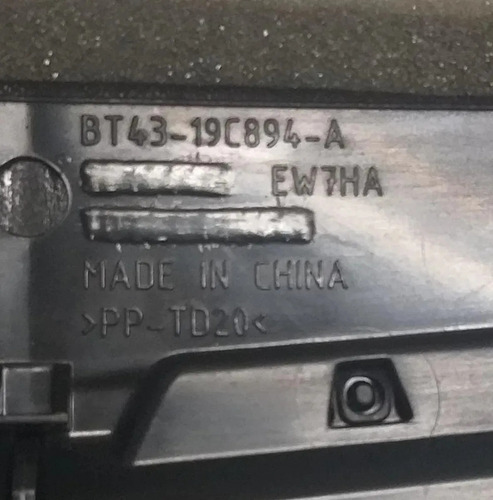 BT43-19C894-A
EW7HA
MADE IN CHINA
>PP-TD20<